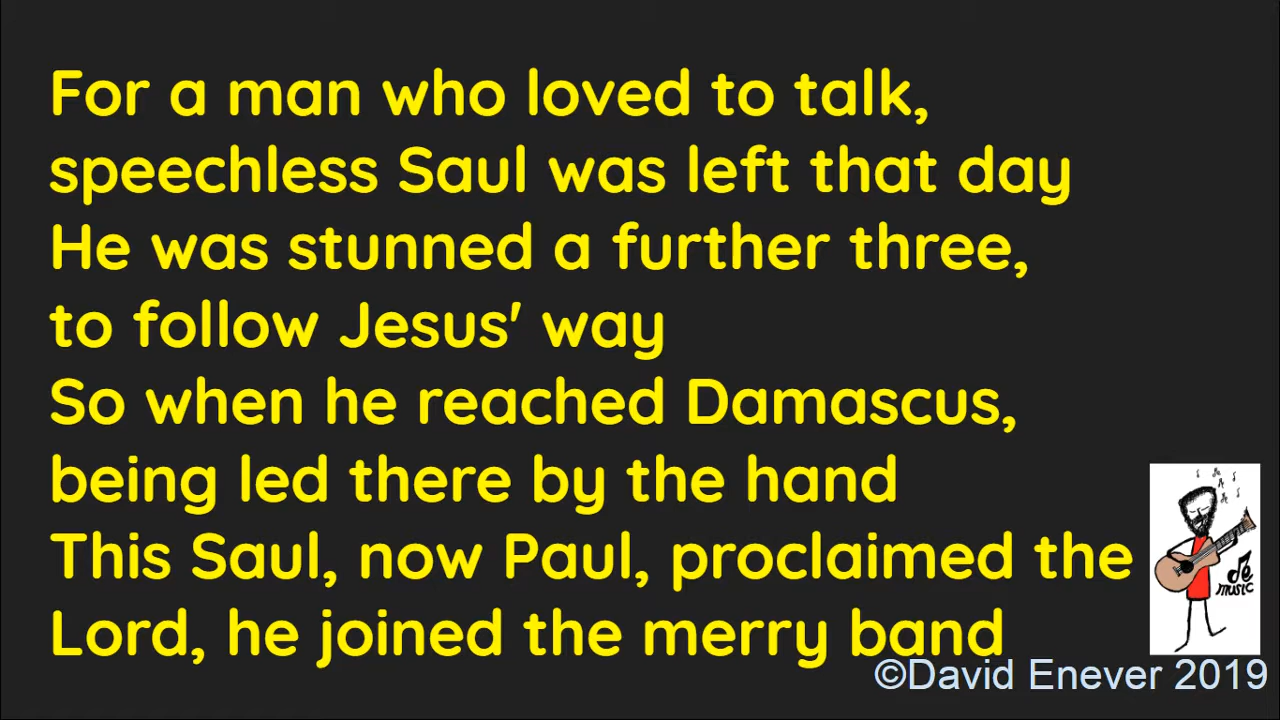 For a man who loved to talk,
speechless Saul was left that day
He was stunned a further three,
to follow Jesus' way
So when he reached Damascus,
being led there by the hand
This Saul, now Paul, proclaimed the
Lord, he joined the merry band
de
music
©David Enever 2019